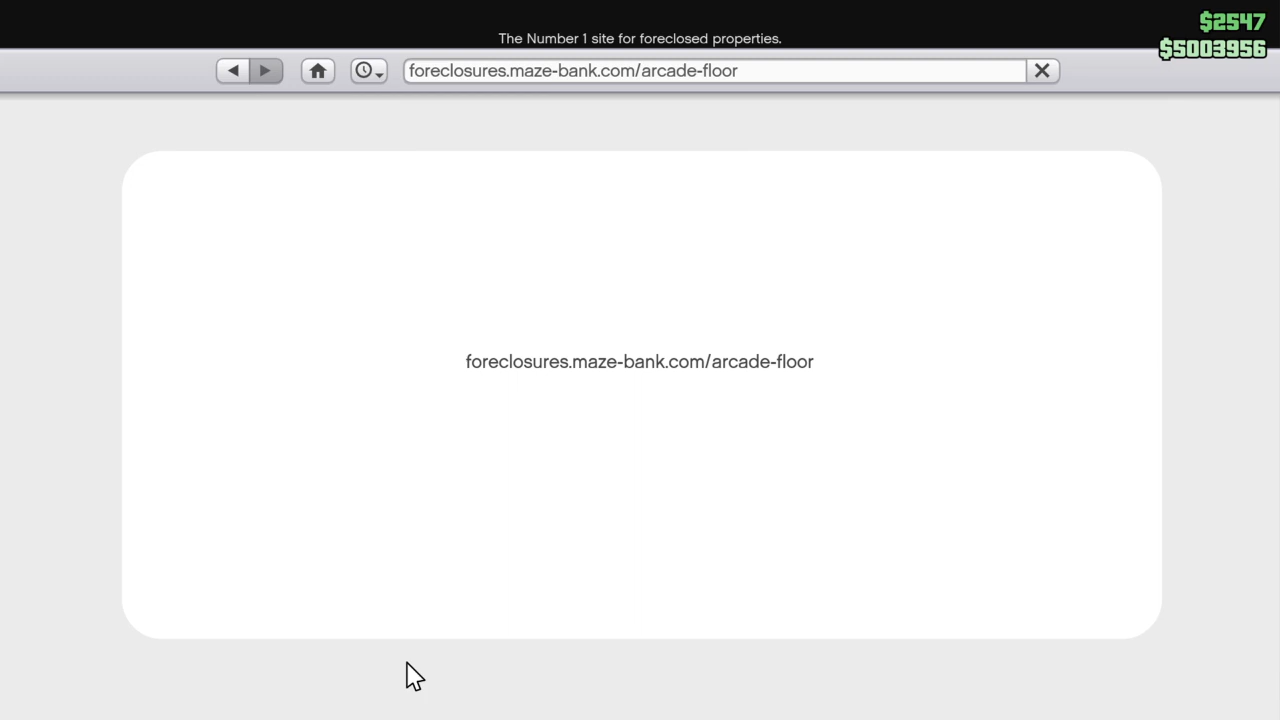 $2547
The Number 1 site for foreclosed properties.
$5003956
foreclosures.maze-bank.com/arcade-floor
foreclosures.maze-bank.com/arcade-floor